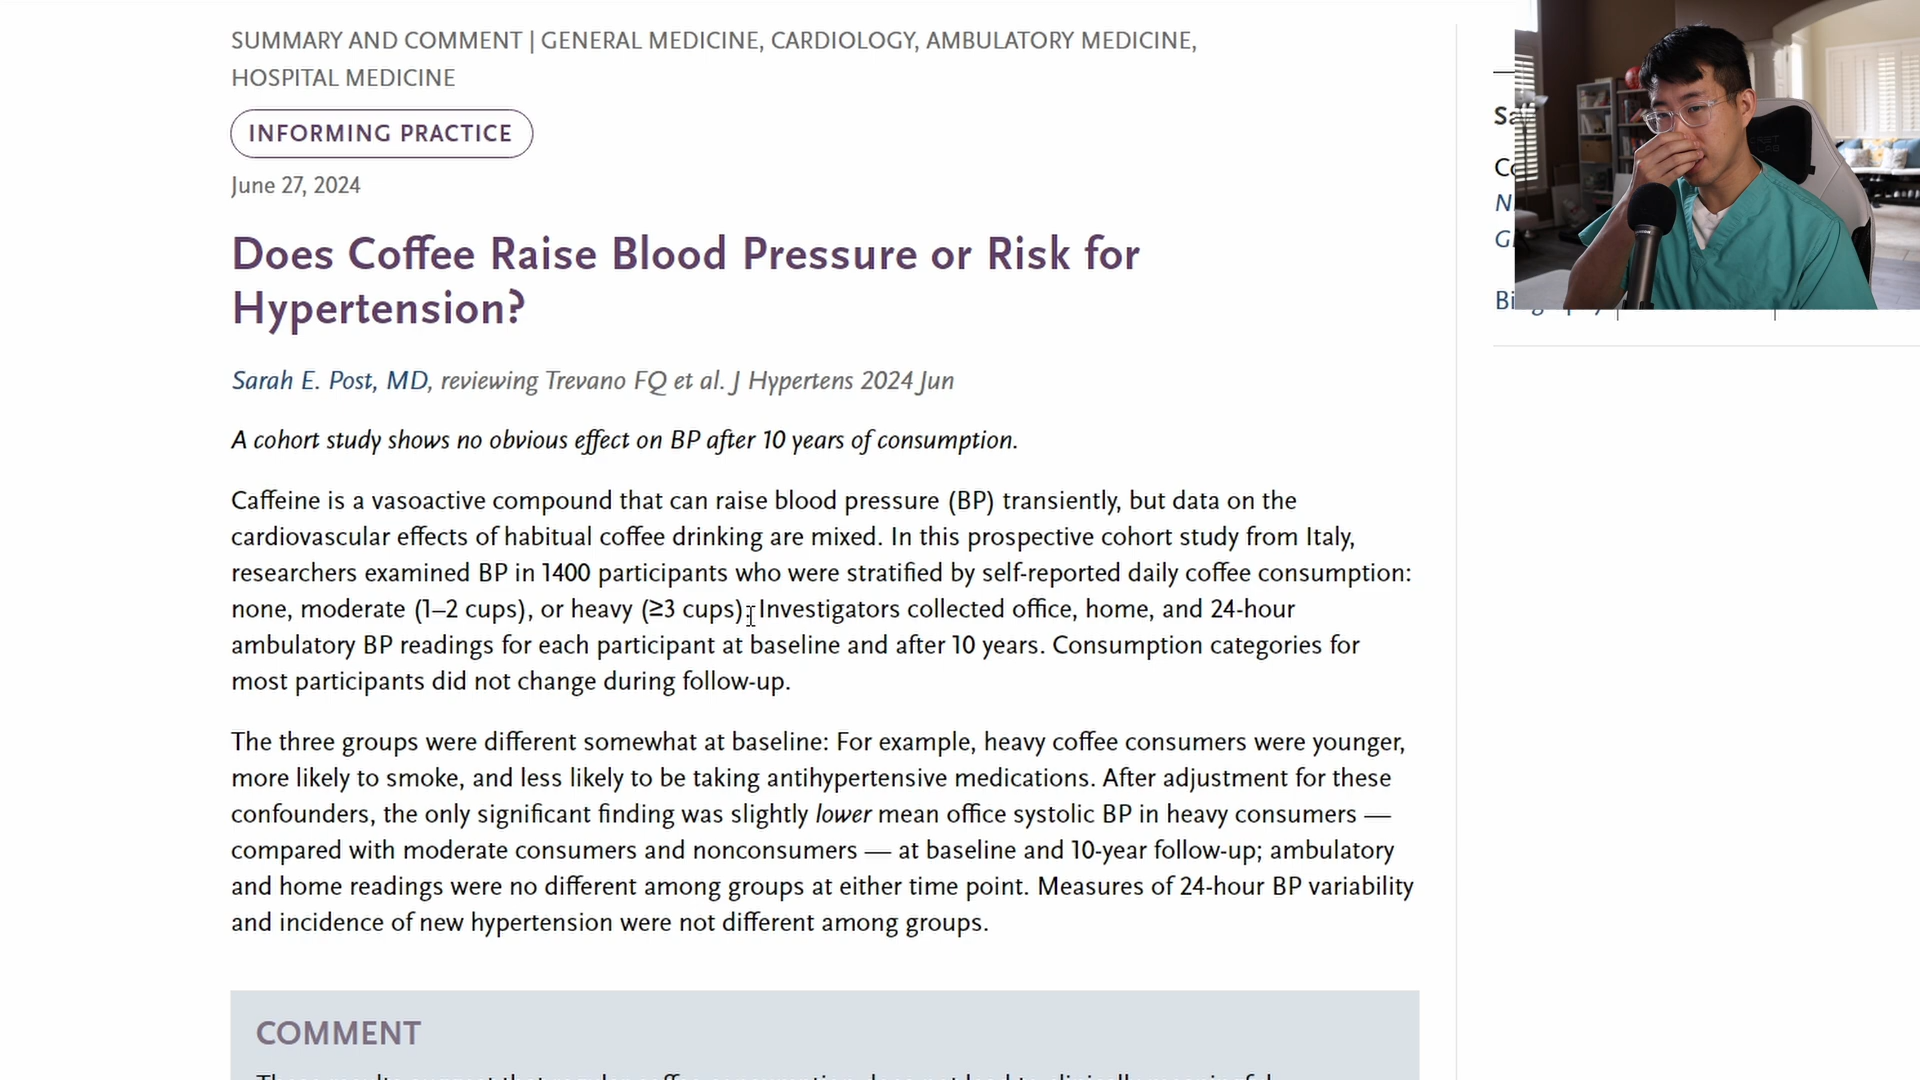 SUMMARY AND COMMENT | GENERAL MEDICINE, CARDIOLOGY, AMBULATORY MEDICINE,
HOSPITAL MEDICINE
INFORMING PRACTICE
June 27, 2024
Does Coffee Raise Blood Pressure or Risk for
Hypertension?
Sarah E. Post, MD, reviewing Trevano FQ et al. J Hypertens 2024 Jun
A cohort study shows no obvious effect on BP after 10 years of consumption.
Caffeine is a vasoactive compound that can raise blood pressure (BP) transiently, but data on the
cardiovascular effects of habitual coffee drinking are mixed. In this prospective cohort study from Italy,
researchers examined BP in 1400 participants who were stratified by self-reported daily coffee consumption:
none, moderate (1–2 cups), or heavy (≥3 cups). Investigators collected office, home, and 24-hour
ambulatory BP readings for each participant at baseline and after 10 years. Consumption categories for
most participants did not change during follow-up.
The three groups were different somewhat at baseline: For example, heavy coffee consumers were younger,
more likely to smoke, and less likely to be taking antihypertensive medications. After adjustment for these
confounders, the only significant finding was slightly lower mean office systolic BP in heavy consumers —
compared with moderate consumers and nonconsumers — at baseline and 10-year follow-up; ambulatory
and home readings were no different among groups at either time point. Measures of 24-hour BP variability
and incidence of new hypertension were not different among groups.
COMMENT